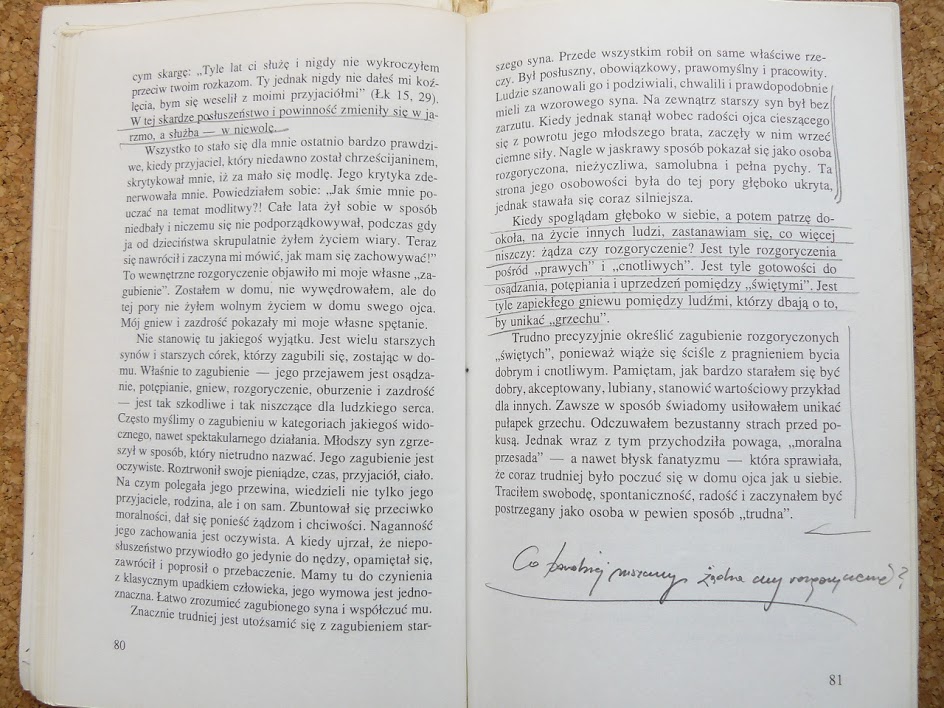 cym skargę: „Tyle lat ci służę i nigdy nie wykroczyłem
przeciw twoim rozkazom. Ty jednak nigdy nie dałeś mi koź-
lęcia, bym się weselił z moimi przyjaciółmi” (Łk 15, 29).
W tej skardze posłuszeństwo i powinność zmieniły się w ja-
rzmo, a służba — w niewolę.
Wszystko to stało się dla mnie ostatnio bardzo prawdzi-
we, kiedy przyjaciel, który niedawno został chrześcijaninem,
skrytykował mnie, iż za mało się modlę. Jego krytyka zde-
nerwowała mnie. Powiedziałem sobie: „Jak śmie mnie po-
uczać na temat modlitwy?! Całe lata żył sobie w sposób
niedbały i niczemu się nie podporządkowywał, podczas gdy
ja od dzieciństwa skrupulatnie żyłem życiem wiary. Teraz
się nawrócił i zaczyna mi mówić, jak mam się zachowywać!”
To wewnętrzne rozgoryczenie objawiło mi moje własne „za-
gubienie”. Zostałem w domu, nie wywędrowałem, ale do
tej pory nie żyłem wolnym życiem w domu swego ojca.
Mój gniew i zazdrość pokazały mi moje własne spętanie.
Nie stanowię tu jakiegoś wyjątku. Jest wielu starszych
synów i starszych córek, którzy zagubili się, zostając w do-
mu. Właśnie to zagubienie — jego przejawem jest osądza-
nie, potępianie, gniew, rozgoryczenie, oburzenie i zazdrość
— jest tak szkodliwe i tak niszczące dla ludzkiego serca.
Często myślimy o zagubieniu w kategoriach jakiegoś wido-
cznego, nawet spektakularnego działania. Młodszy syn zgrze-
szył w sposób, który nietrudno nazwać. Jego zagubienie jest
oczywiste. Roztrwonił swoje pieniądze, czas, przyjaciół, ciało.
Na czym polegała jego przewina, wiedzieli nie tylko jego
przyjaciele, rodzina, ale i on sam. Zbuntował się przeciwko
moralności, dał się ponieść żądzom i chciwości. Naganność
jego zachowania jest oczywista. A kiedy ujrzał, że niepo-
słuszeństwo przywiodło go jedynie do nędzy, opamiętał się,
zawrócił i poprosił o przebaczenie. Mamy tu do czynienia
z klasycznym upadkiem człowieka, jego wymowa jest jedno-
znaczna. Łatwo zrozumieć zagubionego syna i współczuć mu.
Znacznie trudniej jest utożsamić się z zagubieniem star-
80
szego syna. Przede wszystkim robił on same właściwe rze-
czy. Był posłuszny, obowiązkowy, prawomyślny i pracowity.
Ludzie szanowali go i podziwiali, chwalili i prawdopodobnie
mieli za wzorowego syna. Na zewnątrz starszy syn był bez
zarzutu. Kiedy jednak stanął wobec radości ojca cieszącego
się z powrotu jego młodszego brata, zaczęły w nim wrzeć
ciemne siły. Nagle w jaskrawy sposób pokazał się jako osoba
rozgoryczona, nieżyczliwa, samolubna i pełna pychy. Ta
strona jego osobowości była do tej pory głęboko ukryta,
jednak stawała się coraz silniejsza.
Kiedy spoglądam głęboko w siebie, a potem patrzę do-
okoła, na życie innych ludzi, zastanawiam się, co więcej
niszczy: żądza czy rozgoryczenie? Jest tyle rozgoryczenia
pośród „prawych” i „cnotliwych”. Jest tyle gotowości do
osądzania, potępiania i uprzedzeń pomiędzy „świętymi”. Jest
tyle zapiekłego gniewu pomiędzy ludźmi, którzy dbają o to,
by unikać „grzechu”.
Trudno precyzyjnie określić zagubienie rozgoryczonych
„świętych”, ponieważ wiąże się ściśle z pragnieniem bycia
dobrym i cnotliwym. Pamiętam, jak bardzo starałem się być
dobry, akceptowany, lubiany, stanowić wartościowy przykład
dla innych. Zawsze w sposób świadomy usiłowałem unikać
pułapek grzechu. Odczuwałem bezustanny strach przed po-
kusą. Jednak wraz z tym przychodziła powaga, „moralna
przesada” — a nawet błysk fanatyzmu — która sprawiała,
że coraz trudniej było poczuć się w domu ojca jak u siebie.
Traciłem swobodę, spontaniczność, radość i zaczynałem być
postrzegany jako osoba w pewien sposób „trudna”.
Co bardziej żądza czy rozgoryczenie?
81